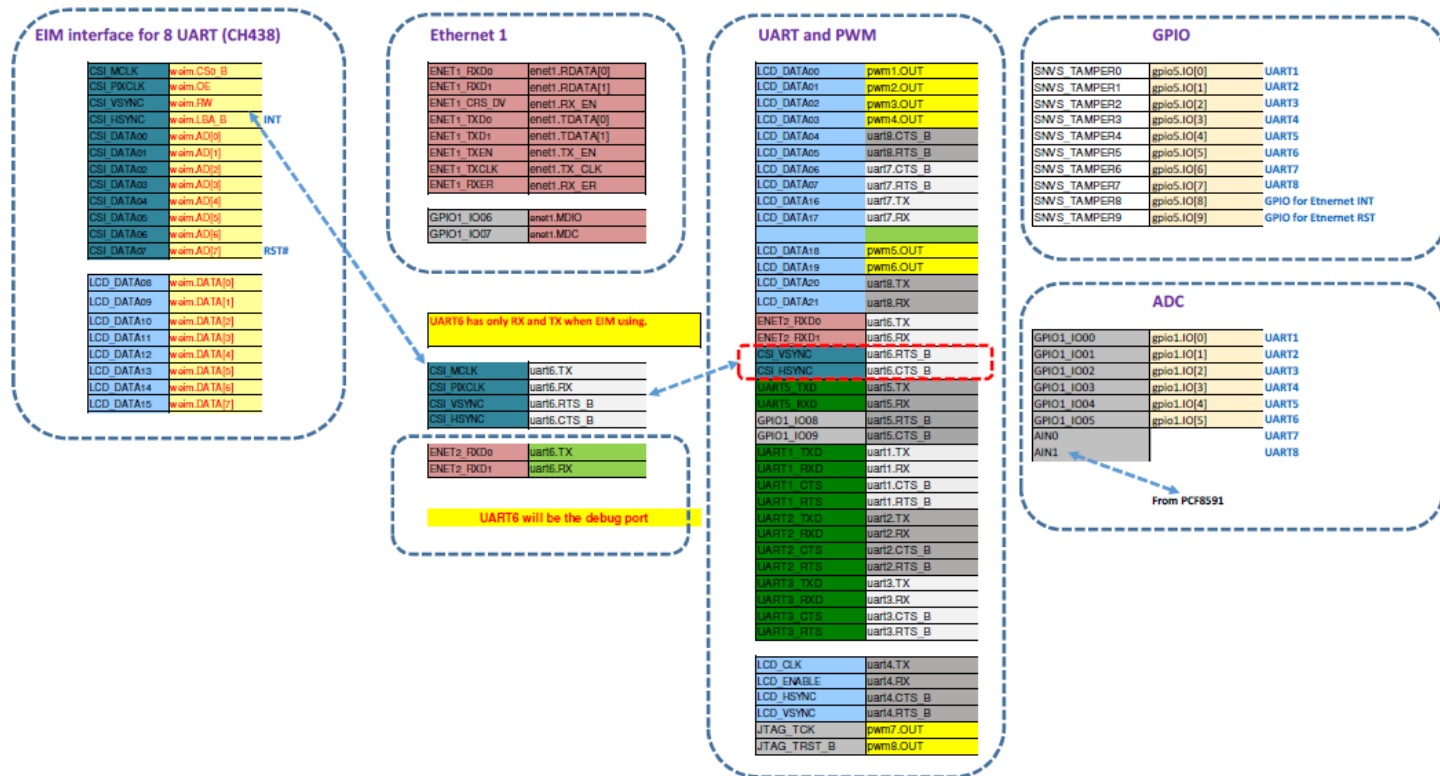 EIM interface for 8 UART (CH438)
CSI_MCLK weim.CS0_B
CSI_PIXCLK weim.OE
CSI_VSYNC weim.RW
CSI_HSYNC weim.LBA_B INT
CSI_DATA00 weim.AD[0]
CSI_DATA01 weim.AD[1]
CSI_DATA02 weim.AD[2]
CSI_DATA03 weim.AD[3]
CSI_DATA04 weim.AD[4]
CSI_DATA05 weim.AD[5]
CSI_DATA06 weim.AD[6]
CSI_DATA07 weim.AD[7] RST#
LCD_DATA08 weim.DATA[0]
LCD_DATA09 weim.DATA[1]
LCD_DATA10 weim.DATA[2]
LCD_DATA11 weim.DATA[3]
LCD_DATA12 weim.DATA[4]
LCD_DATA13 weim.DATA[5]
LCD_DATA14 weim.DATA[6]
LCD_DATA15 weim.DATA[7]
Ethernet 1
ENET1_RXD0 enet1.RDATA[0]
ENET1_RXD1 enet1.RDATA[1]
ENET1_CRS_DV enet1.RX_EN
ENET1_TXD0 enet1.TDATA[0]
ENET1_TXD1 enet1.TDATA[1]
ENET1_TXEN enet1.TX_EN
ENET1_TXCLK enet1.TX_CLK
ENET1_RXER enet1.RX_ER
GPIO1_IO06 enet1.MDIO
GPIO1_IO07 enet1.MDC
UART6 has only RX and TX when EIM using.
CSI_MCLK uart6.TX
CSI_PIXCLK uart6.RX
CSI_VSYNC uart6.RTS_B
CSI_HSYNC uart6.CTS_B
ENET2_RXD0 uart6.TX
ENET2_RXD1 uart6.RX
UART6 will be the debug port
UART and PWM
LCD_DATA00 pwm1.OUT
LCD_DATA01 pwm2.OUT
LCD_DATA02 pwm3.OUT
LCD_DATA03 pwm4.OUT
LCD_DATA04 uart8.CTS_B
LCD_DATA05 uart8.RTS_B
LCD_DATA06 uart7.CTS_B
LCD_DATA07 uart7.RTS_B
LCD_DATA16 uart7.TX
LCD_DATA17 uart7.RX
LCD_DATA18 pwm5.OUT
LCD_DATA19 pwm6.OUT
LCD_DATA20 uart8.TX
LCD_DATA21 uart8.RX
ENET2_RXD0 uart6.TX
ENET2_RXD1 uart6.RX
CSI_VSYNC uart6.RTS_B
CSI_HSYNC uart6.CTS_B
UART5_TXD uart5.TX
UART5_RXD uart5.RX
GPIO1_IO08 uart5.RTS_B
GPIO1_IO09 uart5.CTS_B
UART1_TXD uart1.TX
UART1_RXD uart1.RX
UART1_CTS uart1.CTS_B
UART1_RTS uart1.RTS_B
UART2_TXD uart2.TX
UART2_RXD uart2.RX
UART2_CTS uart2.CTS_B
UART2_RTS uart2.RTS_B
UART3_TXD uart3.TX
UART3_RXD uart3.RX
UART3_CTS uart3.CTS_B
UART3_RTS uart3.RTS_B
LCD_CLK uart4.TX
LCD_ENABLE uart4.RX
LCD_HSYNC uart4.CTS_B
LCD_VSYNC uart4.RTS_B
JTAG_TCK pwm7.OUT
JTAG_TRST_B pwm8.OUT
GPIO
SNVS_TAMPER0 gpio5.IO[0] UART1
SNVS_TAMPER1 gpio5.IO[1] UART2
SNVS_TAMPER2 gpio5.IO[2] UART3
SNVS_TAMPER3 gpio5.IO[3] UART4
SNVS_TAMPER4 gpio5.IO[4] UART5
SNVS_TAMPER5 gpio5.IO[5] UART6
SNVS_TAMPER6 gpio5.IO[6] UART7
SNVS_TAMPER7 gpio5.IO[7] UART8
SNVS_TAMPER8 gpio5.IO[8] GPIO for Etnernet INT
SNVS_TAMPER9 gpio5.IO[9] GPIO for Etnernet RST
ADC
GPIO1_IO00 gpio1.IO[0] UART1
GPIO1_IO01 gpio1.IO[1] UART2
GPIO1_IO02 gpio1.IO[2] UART3
GPIO1_IO03 gpio1.IO[3] UART4
GPIO1_IO04 gpio1.IO[4] UART5
GPIO1_IO05 gpio1.IO[5] UART6
AIN0 UART7
AIN1 UART8
From PCF8591